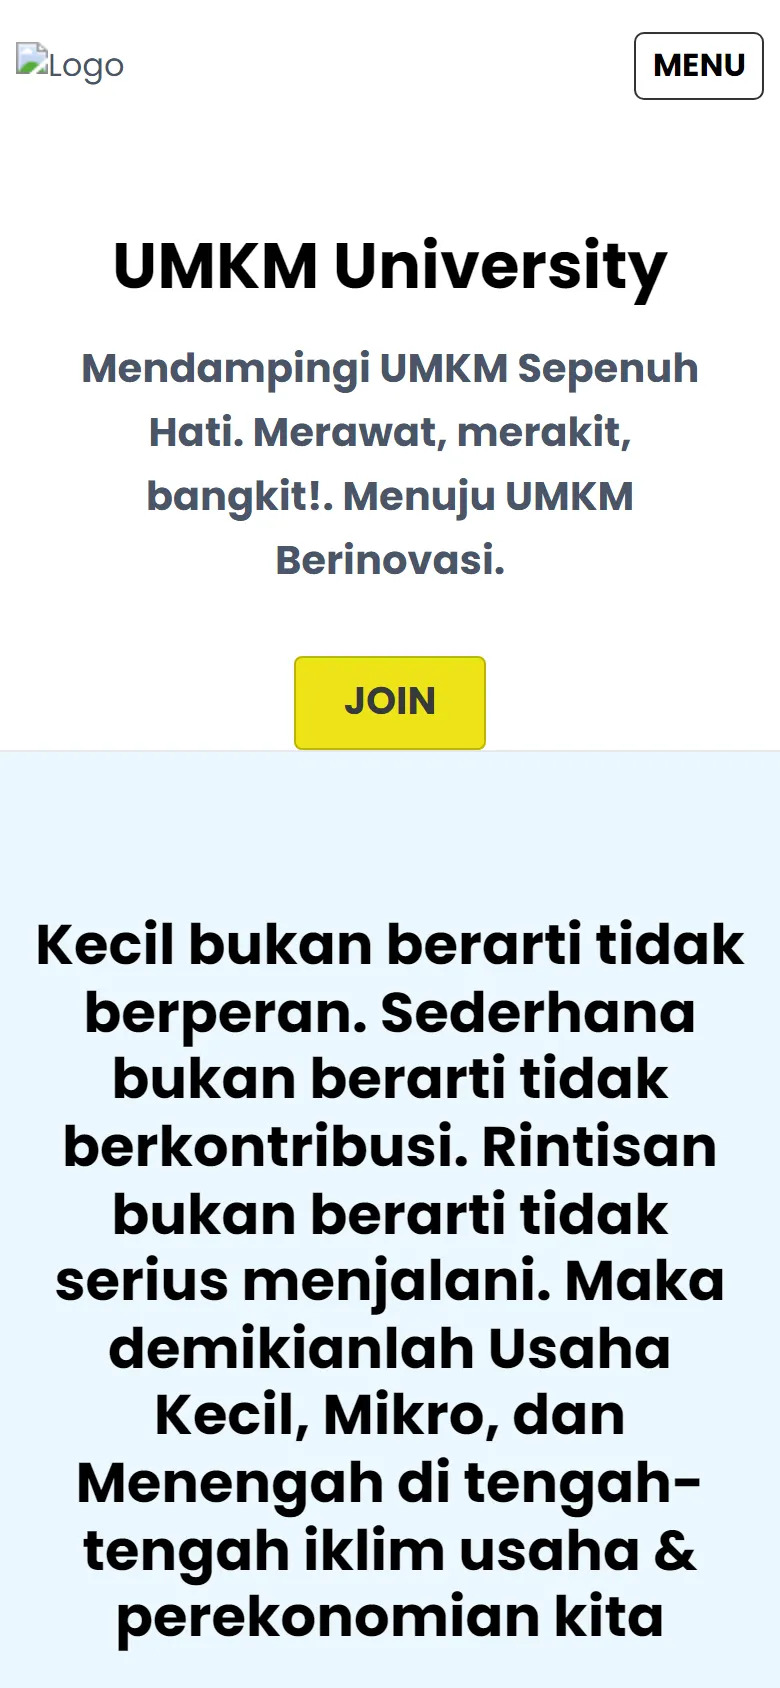 Logo
MENU
UMKM University
Mendampingi UMKM Sepenuh
Hati. Merawat, merakit,
bangkit!. Menuju UMKM
Berinovasi.
JOIN
Kecil bukan berarti tidak
berperan. Sederhana
bukan berarti tidak
berkontribusi. Rintisan
bukan berarti tidak
serius menjalani. Maka
demikianlah Usaha
Kecil, Mikro, dan
Menengah di tengah-
tengah iklim usaha &
perekonomian kita